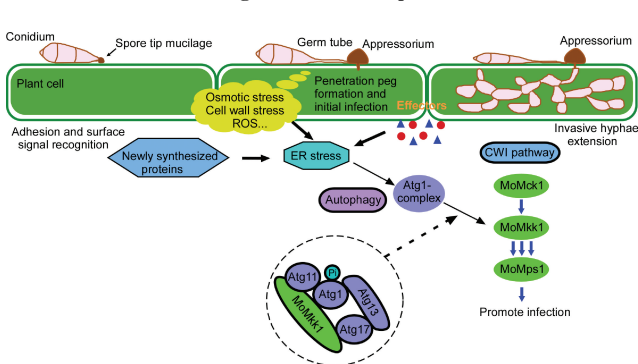 Conidium
Spore tip mucilage
Germ tube
Appressorium
Appressorium
Plant cell
Osmotic stress
Cell wall stress
ROS...
Penetration peg
formation and
initial infection
Effectors
Adhesion and surface
signal recognition
Invasive hyphae
extension
Newly synthesized
proteins
ER stress
CWI pathway
Autophagy
Atg1-
complex
MoMck1
MoMkk1
MoMps1
Promote infection
Pi
Atg11
Atg1
Atg13
MoMkk1
Atg17